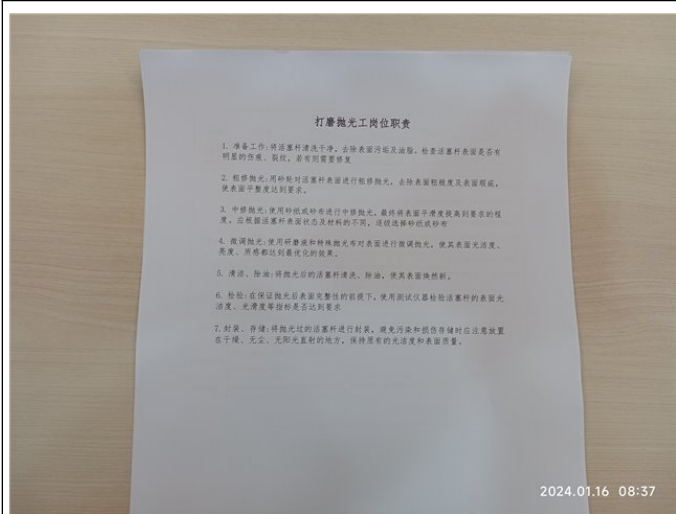 打磨抛光工岗位职责
1. 准备工作:将活塞杆清洗干净。去除表面污垢及油脂。检查活塞杆表面是否有
明显的伤痕、裂纹，若有则需要修复
2. 粗修抛光:用砂轮对活塞杆表面进行粗修抛光，去除表面粗糙度及表面瑕疵，
使表面平整度达到要求。
3. 中修抛光:使用砂纸或砂布进行中修抛光。最终将表面平滑度提高到要求的程
度。应根据活塞杆表面状态及材料的不同，逐级选择砂纸或砂布
4. 微调抛光:使用研磨液和特殊抛光布对表面进行微调抛光，使其表面光洁度、
亮度、质感都达到最优化的效果。
5. 清洁、除油:将抛光后的活塞杆清洗、除油，使其表面焕然新。
6. 检验:在保证抛光后表面完整性的前提下，使用测试仪器检验活塞杆的表面光
洁度、光滑度等指标是否达到要求
7. 封装、存储:将抛光过的活塞杆进行封装，避免污染和损伤存储时应注意放置
在干燥、无尘、无阳光直射的地方，保持原有的光洁度和表面质量。
2024.01.16 08:37